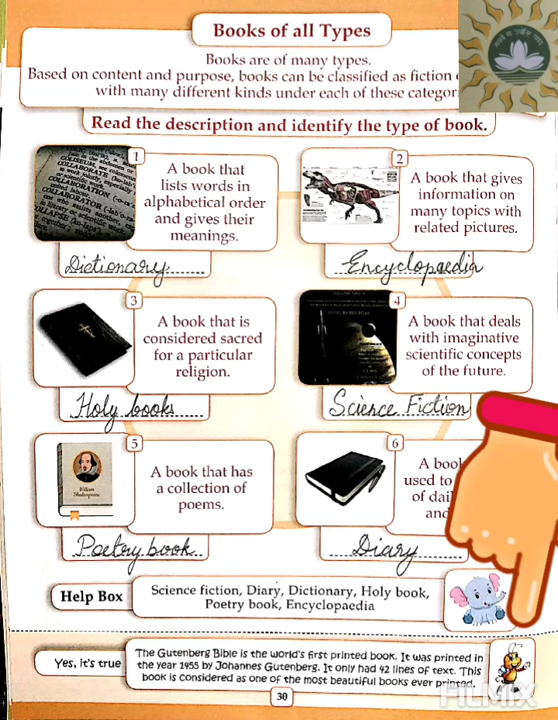 Books of all Types
Books are of many types.
Based on content and purpose, books can be classified as fiction
with many different kinds under each of these
Read the description and identify the type of book.
1
A book that
lists words in
alphabetical order
and gives their
meanings.
COLISEUM
COLLABORATE
COLLABORATION
COLLABORATOR
Dictionary
2
A book that gives
information on
many topics with
related pictures.
Encyclopaedia
3
A book that is
considered sacred
for a particular
religion.
Holy books
4
A book that deals
with imaginative
scientific concepts
of the future.
Science Fiction
5
A book that has
a collection of
poems.
William
Shakespeare
Poetry book
6
A book
used to
of
and
Diary
Help Box
Science fiction, Diary, Dictionary, Holy book,
Poetry book, Encyclopaedia
Yes, it's true
The Gutenberg Bible is the world's first printed book. It was printed in
the year 1455 by Johannes Gutenberg. It only had 42 lines of text. This
book is considered as one of the most beautiful books ever printed.
30
FILMIX